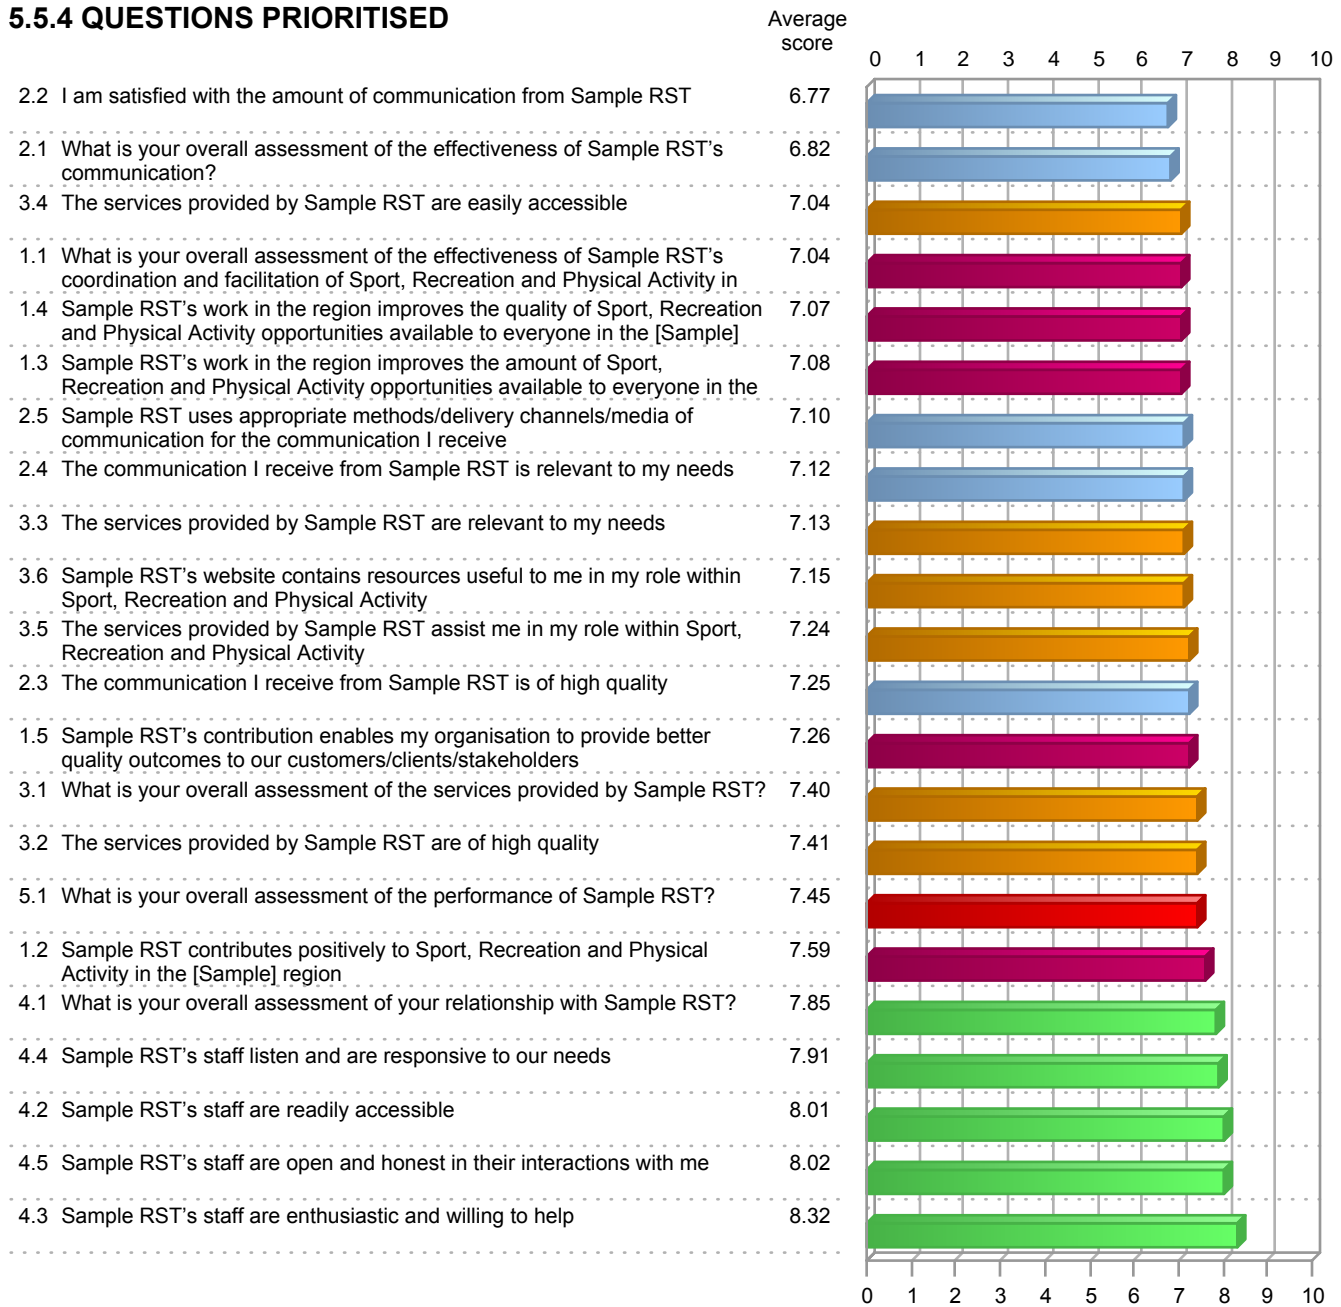 5.5.4 QUESTIONS PRIORITISED
Average
score
0 1 2 3 4 5 6 7 8 9 10
2.2 I am satisfied with the amount of communication from Sample RST 6.77
2.1 What is your overall assessment of the effectiveness of Sample RST’s 6.82
communication?
3.4 The services provided by Sample RST are easily accessible 7.04
1.1 What is your overall assessment of the effectiveness of Sample RST’s 7.04
coordination and facilitation of Sport, Recreation and Physical Activity in
1.4 Sample RST’s work in the region improves the quality of Sport, Recreation 7.07
and Physical Activity opportunities available to everyone in the [Sample]
1.3 Sample RST’s work in the region improves the amount of Sport, 7.08
Recreation and Physical Activity opportunities available to everyone in the
2.5 Sample RST uses appropriate methods/delivery channels/media of 7.10
communication for the communication I receive
2.4 The communication I receive from Sample RST is relevant to my needs 7.12
3.3 The services provided by Sample RST are relevant to my needs 7.13
3.6 Sample RST’s website contains resources useful to me in my role within 7.15
Sport, Recreation and Physical Activity
3.5 The services provided by Sample RST assist me in my role within Sport, 7.24
Recreation and Physical Activity
2.3 The communication I receive from Sample RST is of high quality 7.25
1.5 Sample RST’s contribution enables my organisation to provide better 7.26
quality outcomes to our customers/clients/stakeholders
3.1 What is your overall assessment of the services provided by Sample RST? 7.40
3.2 The services provided by Sample RST are of high quality 7.41
5.1 What is your overall assessment of the performance of Sample RST? 7.45
1.2 Sample RST contributes positively to Sport, Recreation and Physical 7.59
Activity in the [Sample] region
4.1 What is your overall assessment of your relationship with Sample RST? 7.85
4.4 Sample RST’s staff listen and are responsive to our needs 7.91
4.2 Sample RST’s staff are readily accessible 8.01
4.5 Sample RST’s staff are open and honest in their interactions with me 8.02
4.3 Sample RST’s staff are enthusiastic and willing to help 8.32
0 1 2 3 4 5 6 7 8 9 10